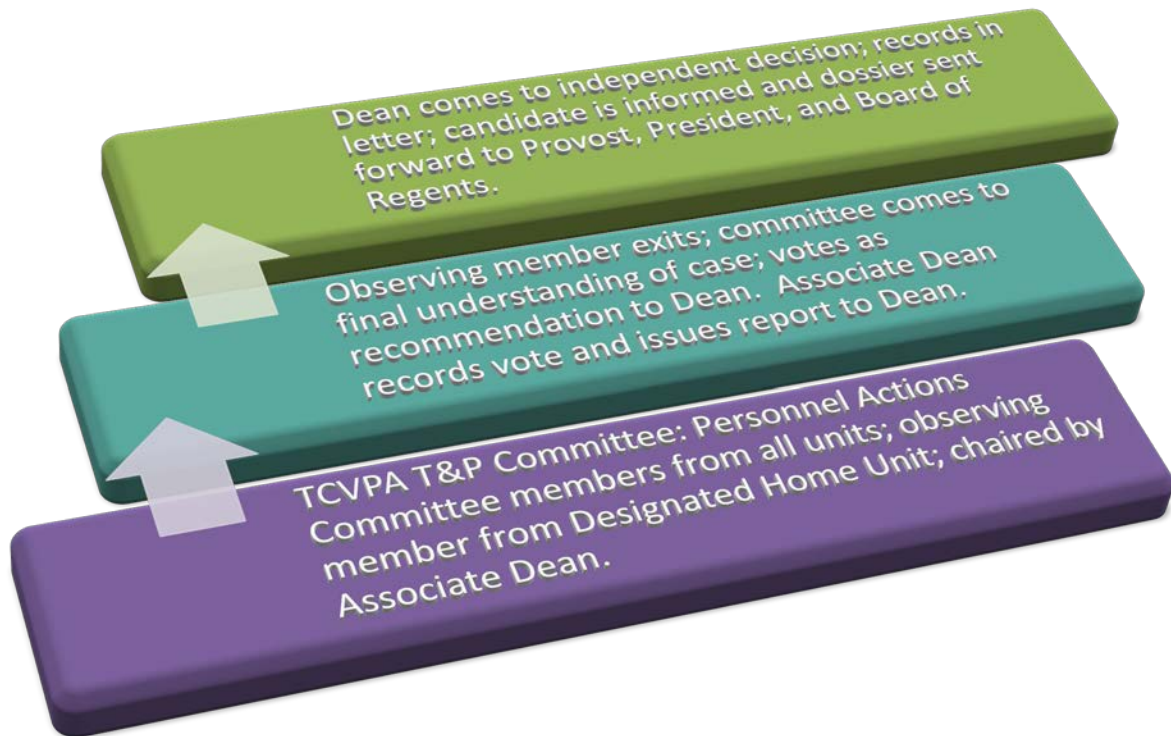 Dean comes to independent decision; records in
letter; candidate is informed and dossier sent
forward to Provost, President, and Board of
Regents.
Observing member exits; committee comes to
final understanding of case; votes as
recommendation to Dean.  Associate Dean
records vote and issues report to Dean.
TCVPA T&P Committee: Personnel Actions
Committee members from all units; observing
member from Designated Home Unit; chaired by
Associate Dean.